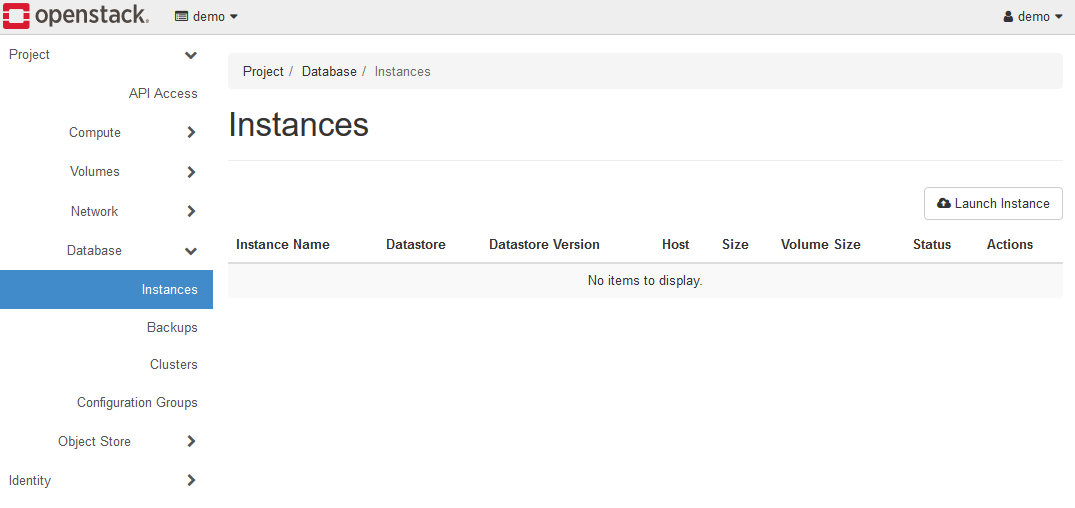 openstack.
demo
demo
Project
API Access
Compute
Volumes
Network
Database
Instances
Backups
Clusters
Configuration Groups
Object Store
Identity
Project / Database / Instances
Instances
Launch Instance
Instance Name Datastore Datastore Version Host Size Volume Size Status Actions
No items to display.